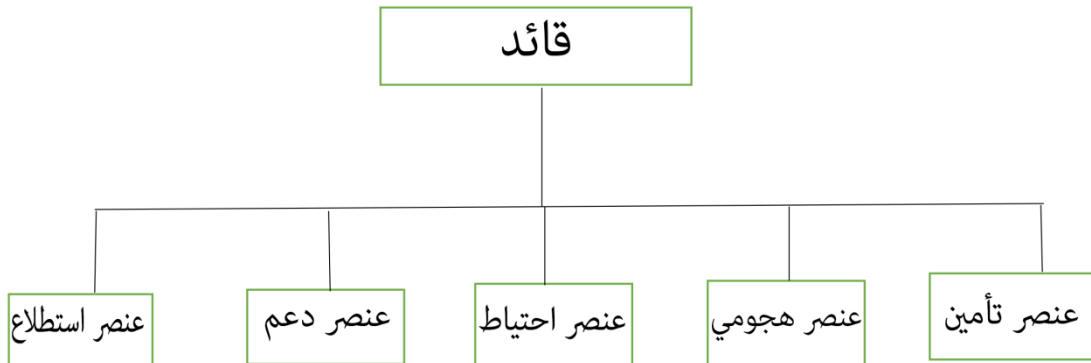 قائد
عنصر تأمين
عنصر هجومي
عنصر احتياط
عنصر دعم
عنصر استطلاع